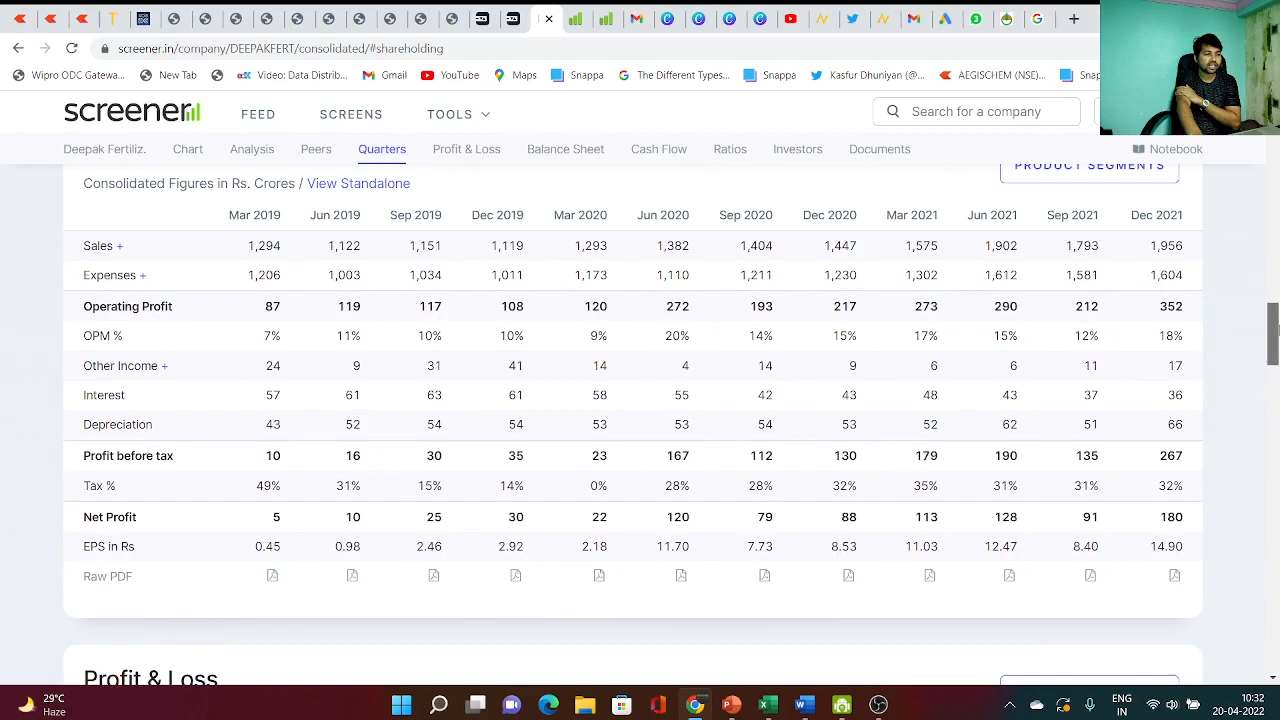 screener.in/company/DEEPAKFERT/consolidated/#shareholding
Wipro ODC Gatewa... New Tab Video: Data Distrib... Gmail YouTube Maps Snappa The Different Types... Snappa Kasfur Dhuniyan (@... AEGISCHEM (NSE)... Snap
screener FEED SCREENS TOOLS Search for a company
Deepak Fertiliz. Chart Analysis Peers Quarters Profit & Loss Balance Sheet Cash Flow Ratios Investors Documents Notebook
Consolidated Figures in Rs. Crores / View Standalone PRODUCT SEGMENTS
Mar 2019 Jun 2019 Sep 2019 Dec 2019 Mar 2020 Jun 2020 Sep 2020 Dec 2020 Mar 2021 Jun 2021 Sep 2021 Dec 2021
Sales + 1,294 1,122 1,151 1,119 1,293 1,382 1,404 1,447 1,575 1,902 1,793 1,956
Expenses + 1,206 1,003 1,034 1,011 1,173 1,110 1,211 1,230 1,302 1,612 1,581 1,604
Operating Profit 87 119 117 108 120 272 193 217 273 290 212 352
OPM % 7% 11% 10% 10% 9% 20% 14% 15% 17% 15% 12% 18%
Other Income + 24 9 31 41 14 4 14 9 6 6 11 17
Interest 57 61 63 61 58 55 42 43 48 43 37 36
Depreciation 43 52 54 54 53 53 54 53 52 62 51 66
Profit before tax 10 16 30 35 23 167 112 130 179 190 135 267
Tax % 49% 31% 15% 14% 0% 28% 28% 32% 35% 31% 31% 32%
Net Profit 5 10 25 30 22 120 79 88 113 128 91 180
EPS in Rs 0.45 0.98 2.46 2.92 2.18 11.70 7.73 8.53 11.03 12.47 8.40 14.90
Raw PDF
Profit & Loss
29°C
Haze
ENG
IN
10:32
20-04-2022